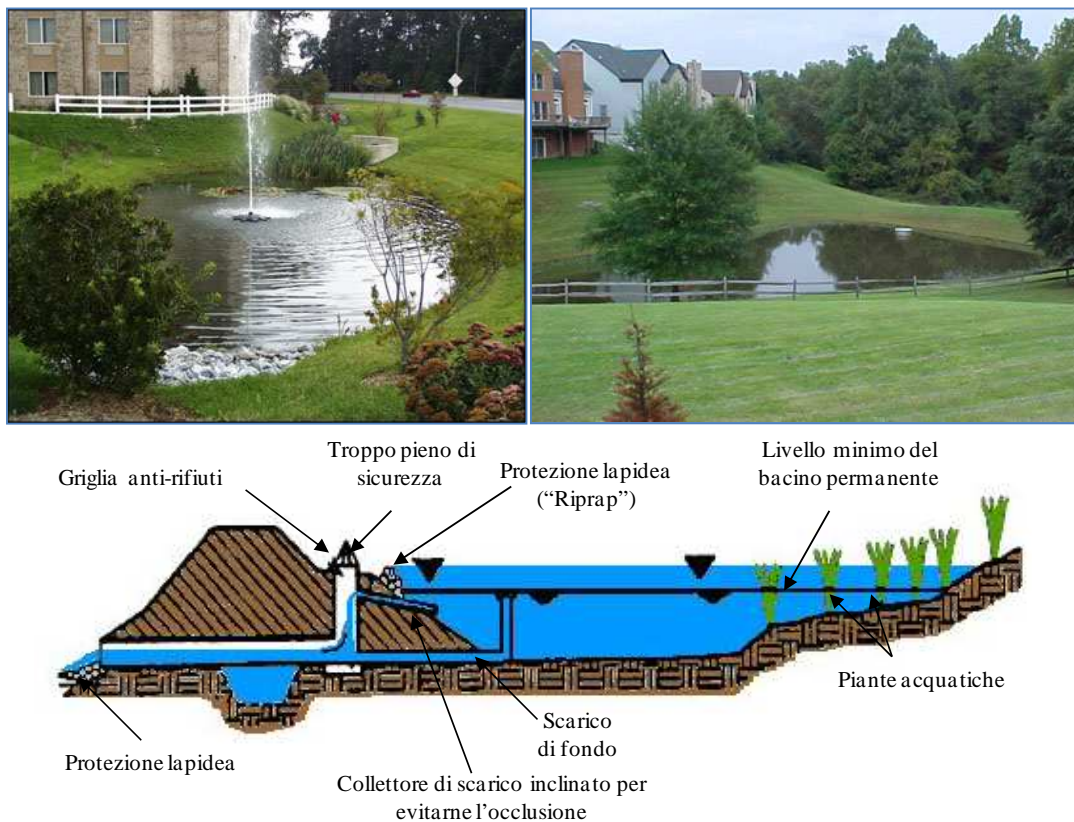 Griglia anti-rifiuti
Troppo pieno di
sicurezza
Protezione lapidea
(“Riprap”)
Livello minimo del
bacino permanente
Piante acquatiche
Scarico
di fondo
Collettore di scarico inclinato per
evitarne l’occlusione
Protezione lapidea